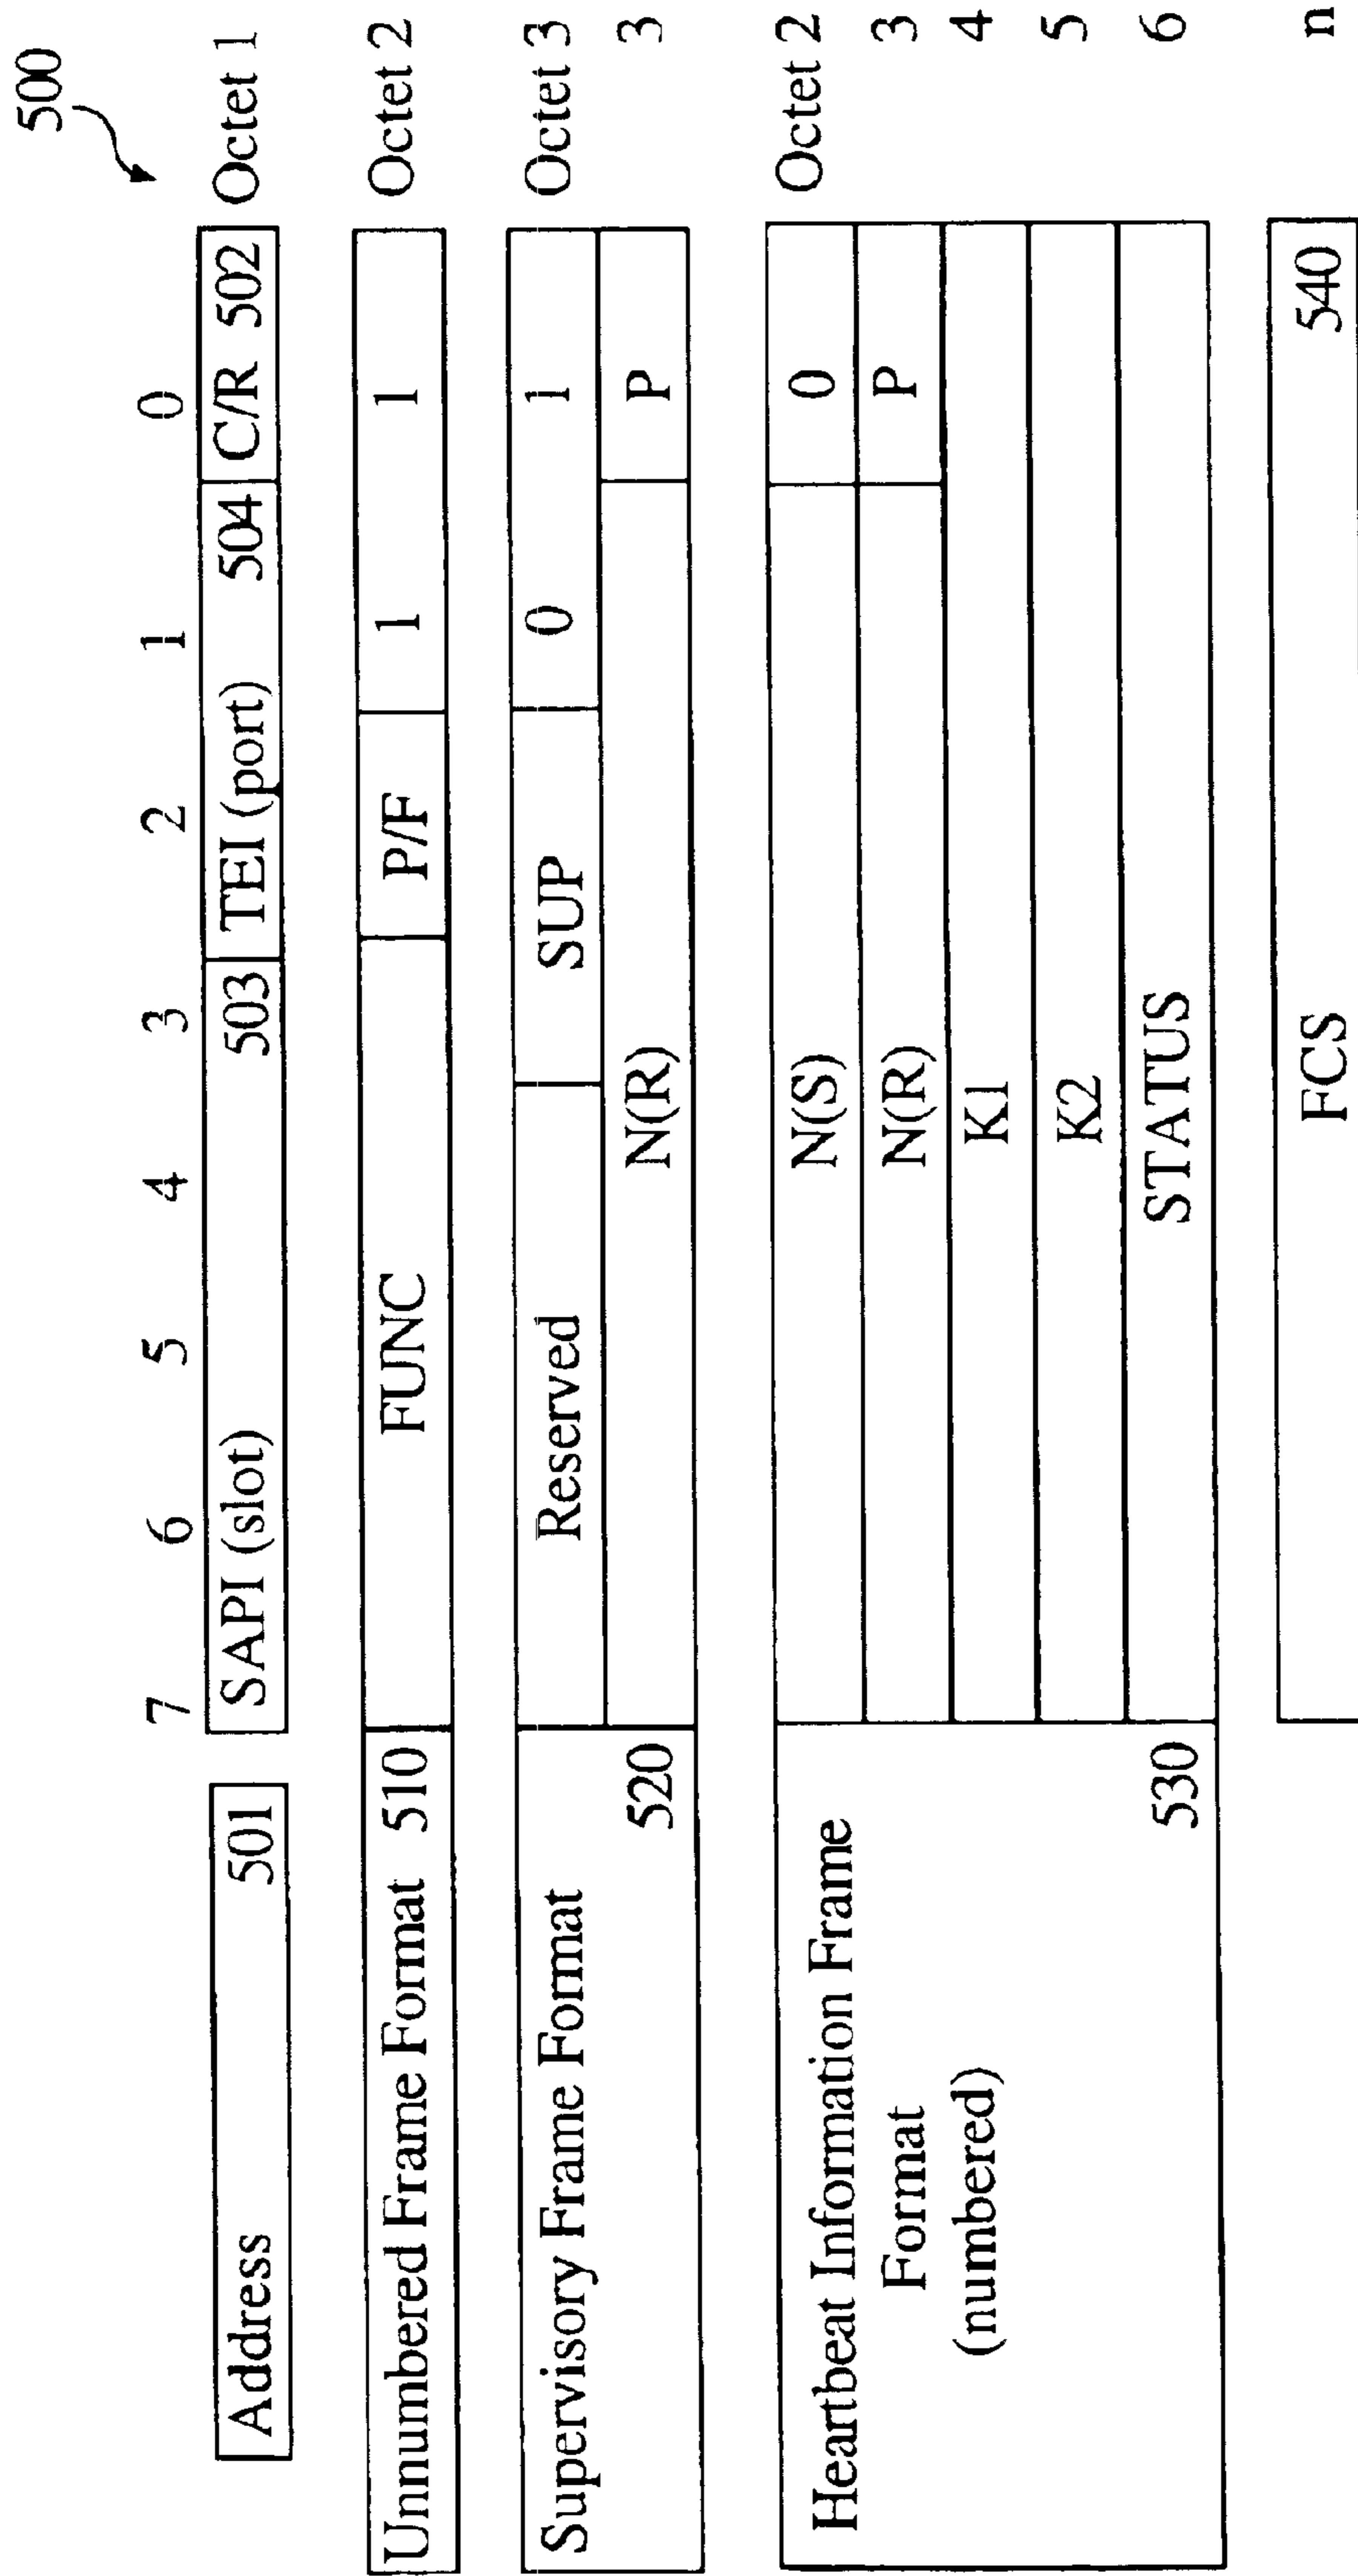 500
7 6 5 4 3 2 1 0
Address 501 SAPI (slot) 503 TEI (port) 504 C/R 502 Octet 1
Unnumbered Frame Format 510 FUNC P/F 1 1 Octet 2
Supervisory Frame Format 520 Reserved SUP 0 1 Octet 3
N(R) P 3
Heartbeat Information Frame
Format
(numbered)
530
N(S) 0 Octet 2
N(R) P 3
K1 4
K2 5
STATUS 6
FCS 540 n